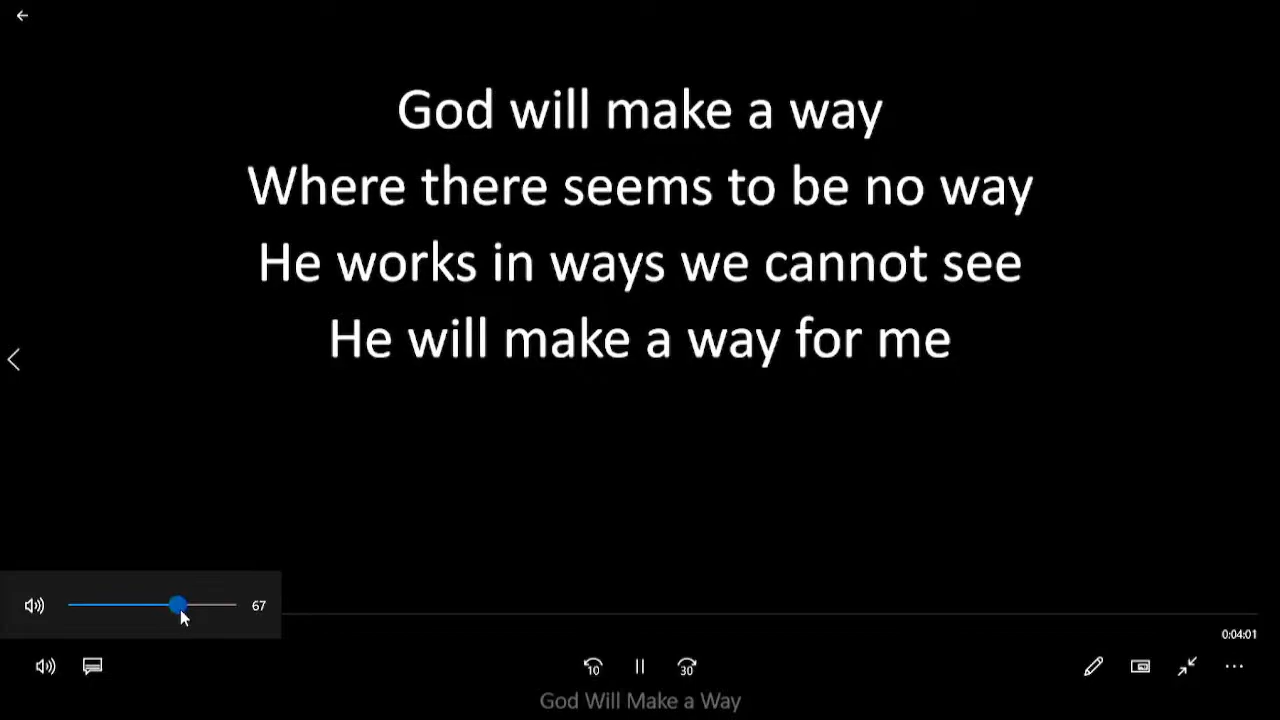 God will make a way
Where there seems to be no way
He works in ways we cannot see
He will make a way for me
67
0:04:01
10
30
God Will Make a Way